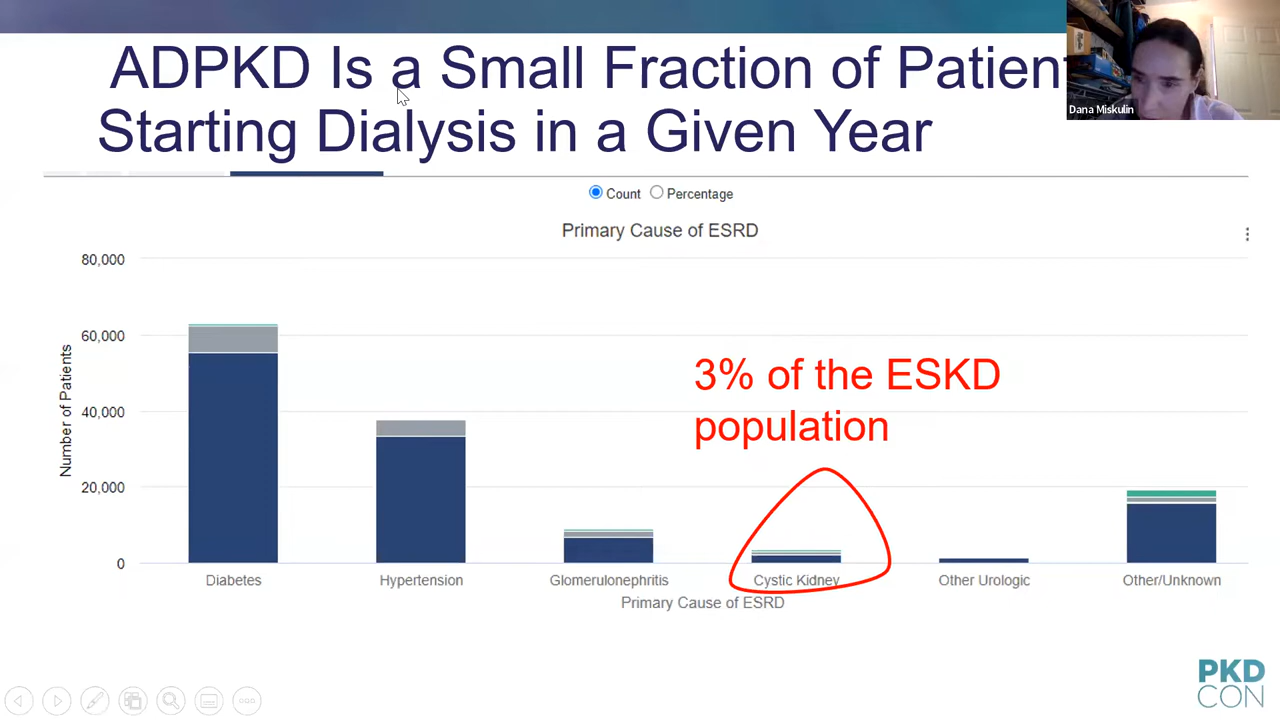 ADPKD Is a Small Fraction of Patient
Starting Dialysis in a Given Year
Dana Miskulin
Count
Percentage
Primary Cause of ESRD
80,000
60,000
40,000
20,000
0
Number of Patients
3% of the ESKD
population
Diabetes
Hypertension
Glomerulonephritis
Cystic Kidney
Other Urologic
Other/Unknown
Primary Cause of ESRD
PKD
CON